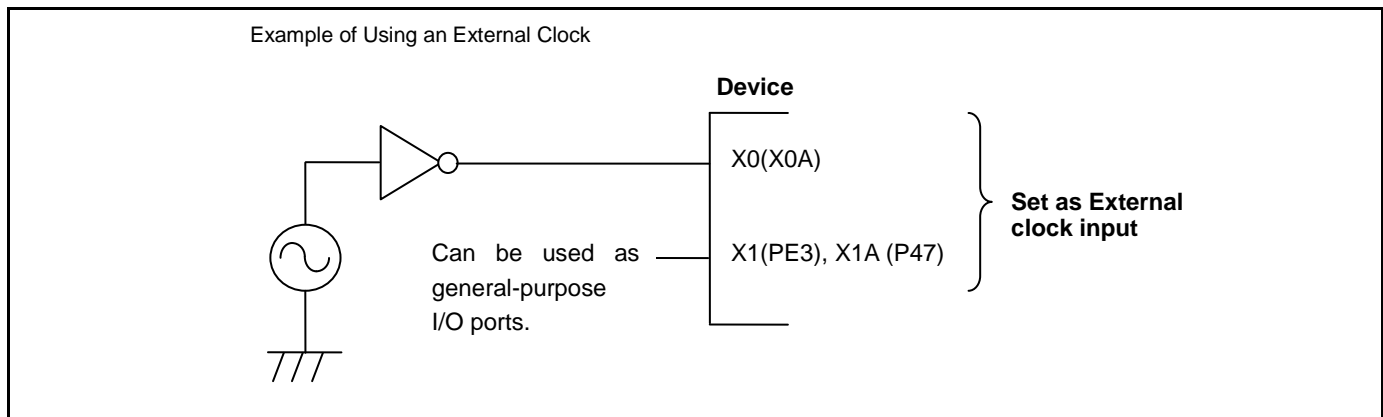 Example of Using an External Clock
Device
X0(X0A)
Set as External
clock input
Can be used as
general-purpose
I/O ports.
X1(PE3), X1A (P47)